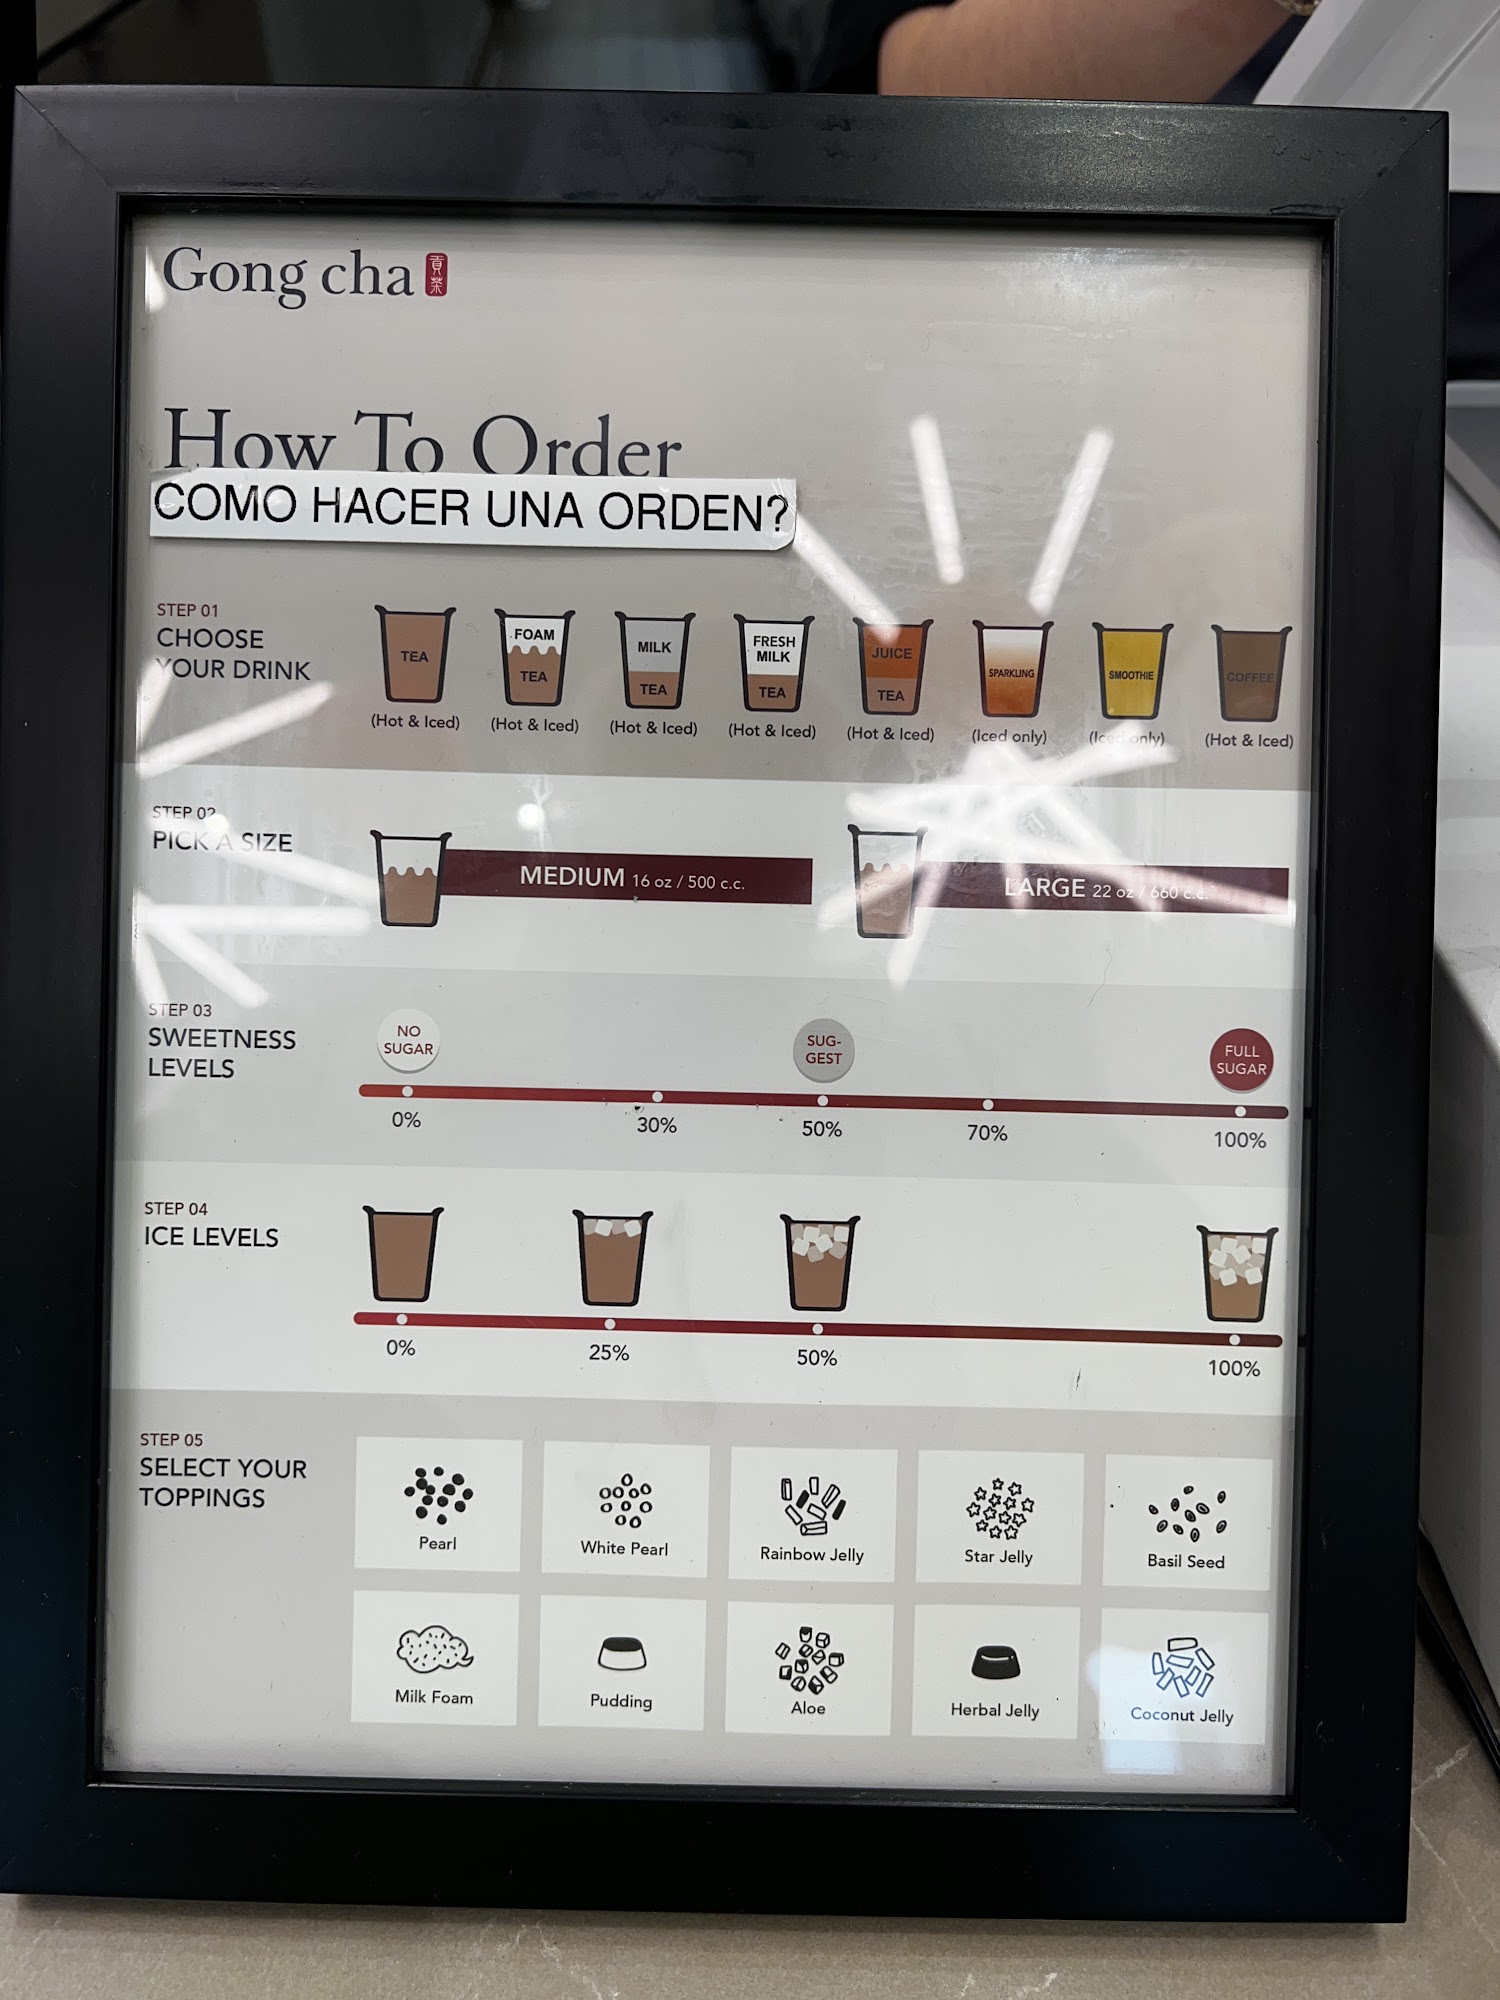 Gong cha 貢茶
How To Order
COMO HACER UNA ORDEN?
STEP 01
CHOOSE
YOUR DRINK
TEA
(Hot & Iced)
FOAM
TEA
(Hot & Iced)
MILK
TEA
(Hot & Iced)
FRESH
MILK
TEA
(Hot & Iced)
JUICE
TEA
(Hot & Iced)
SPARKLING
(Iced only)
SMOOTHIE
(Iced only)
COFFEE
(Hot & Iced)
STEP 02
PICK A SIZE
MEDIUM 16 oz / 500 c.c.
LARGE 22 oz / 660 c.c.
STEP 03
SWEETNESS
LEVELS
NO
SUGAR
SUG-
GEST
FULL
SUGAR
0%
30%
50%
70%
100%
STEP 04
ICE LEVELS
0%
25%
50%
100%
STEP 05
SELECT YOUR
TOPPINGS
Pearl
White Pearl
Rainbow Jelly
Star Jelly
Basil Seed
Milk Foam
Pudding
Aloe
Herbal Jelly
Coconut Jelly